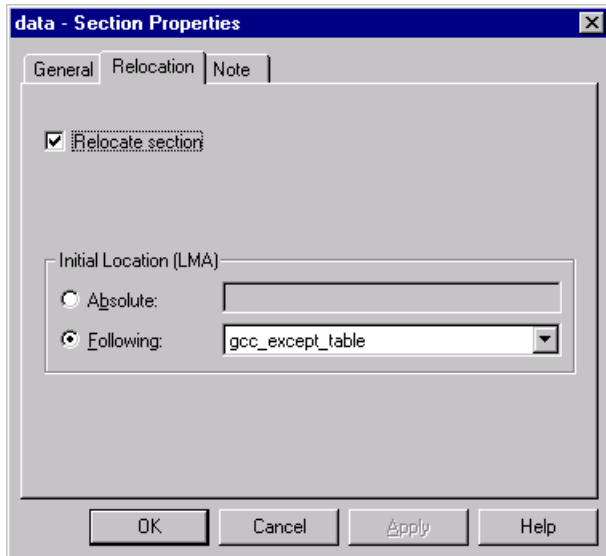 data - Section Properties
General Relocation Note
Relocate section
Initial Location (LMA)
Absolute:
Following: gcc_except_table
OK Cancel Apply Help